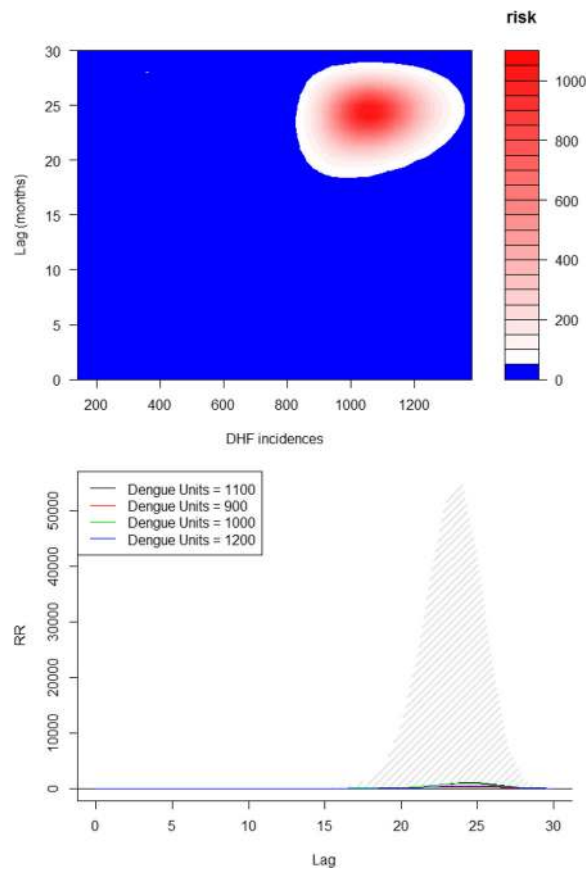 risk
30
25
20
15
10
5
0
Lag (months)
200 400 600 800 1000 1200
DHF incidences
1000
800
600
400
200
0
Dengue Units = 1100
Dengue Units = 900
Dengue Units = 1000
Dengue Units = 1200
50000
40000
30000
20000
10000
0
RR
0 5 10 15 20 25 30
Lag